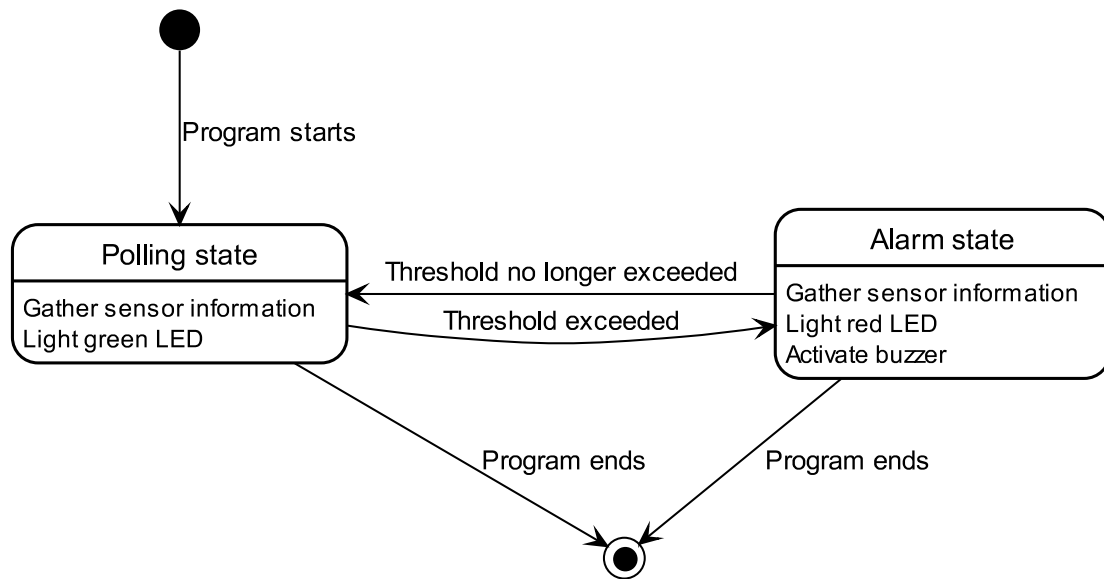 Program starts
Polling state
Gather sensor information
Light green LED
Threshold no longer exceeded
Threshold exceeded
Alarm state
Gather sensor information
Light red LED
Activate buzzer
Program ends
Program ends